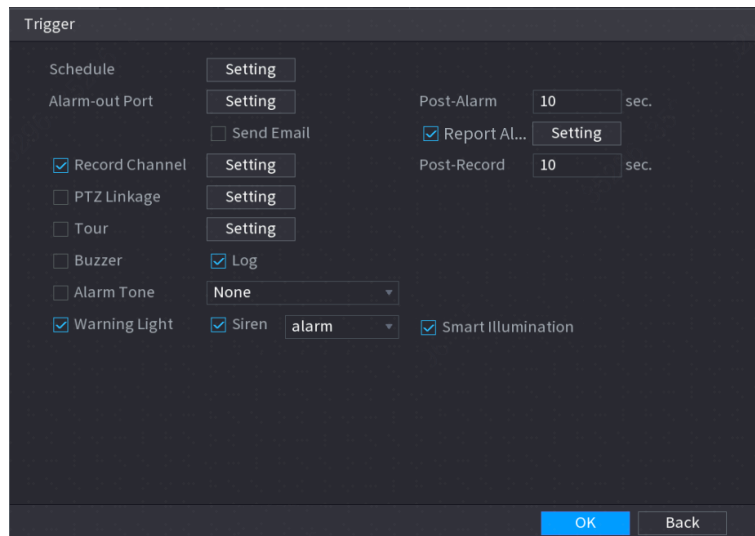 Trigger
Schedule Setting
Alarm-out Port Setting Post-Alarm 10 sec.
Send Email Report Al... Setting
Record Channel Setting Post-Record 10 sec.
PTZ Linkage Setting
Tour Setting
Buzzer Log
Alarm Tone None
Warning Light Siren alarm Smart Illumination
OK Back